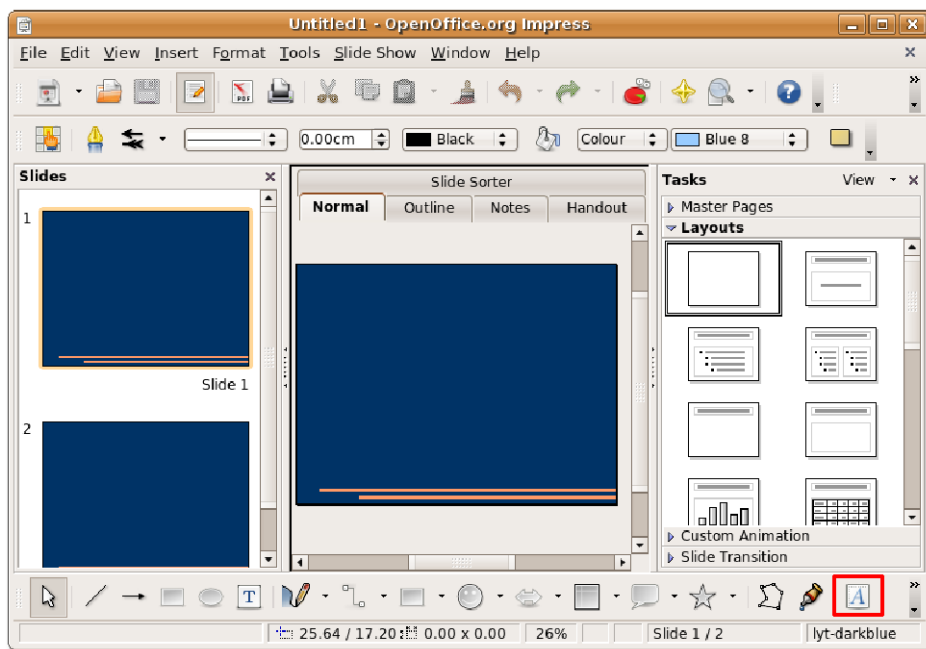 Untitled1 - OpenOffice.org Impress
File Edit View Insert Format Tools Slide Show Window Help
PDF
0.00cm Black Colour Blue 8
Slides
Slide Sorter
Tasks View
Normal Outline Notes Handout
Master Pages
Layouts
1
Slide 1
2
Custom Animation
Slide Transition
T A
25.64 / 17.20 0.00 x 0.00 26% Slide 1 / 2 lyt-darkblue